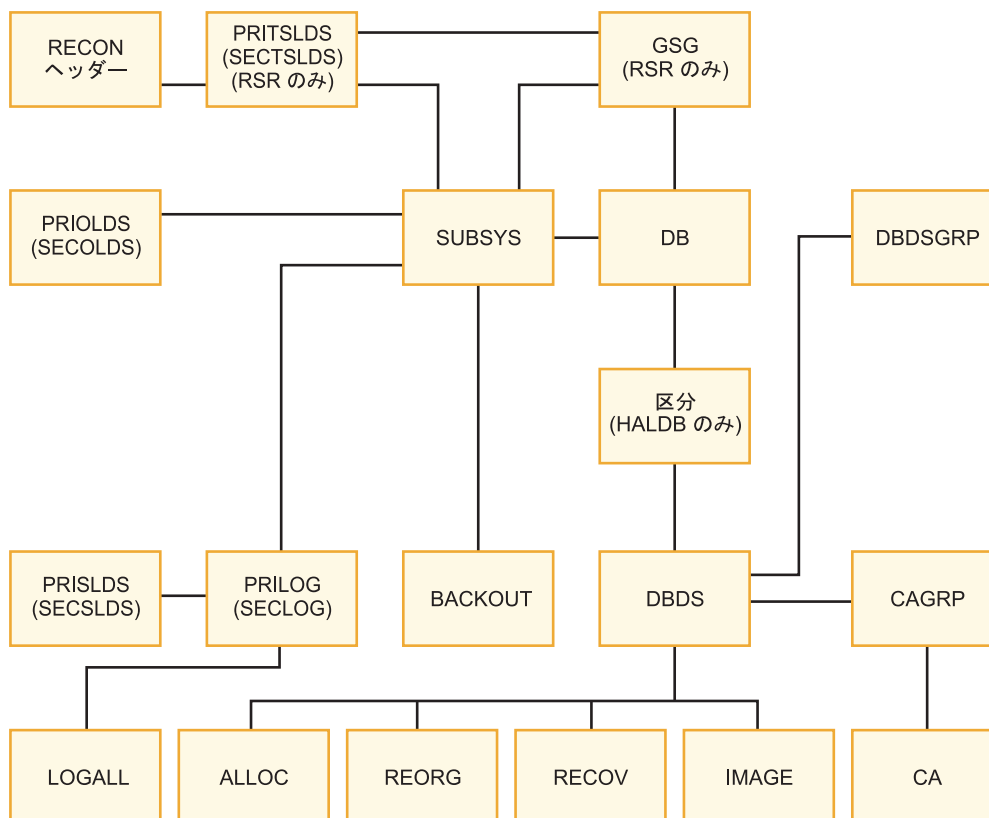 RECON
ヘッダー
PRITSLDS
(SECTSLDS)
(RSR のみ)
GSG
(RSR のみ)
PRIOLDS
(SECOLDS)
SUBSYS
DB
DBDSGRP
区分
(HALDB のみ)
PRISLDS
(SECSLDS)
PRILOG
(SECLOG)
BACKOUT
DBDS
CAGRP
LOGALL
ALLOC
REORG
RECOV
IMAGE
CA